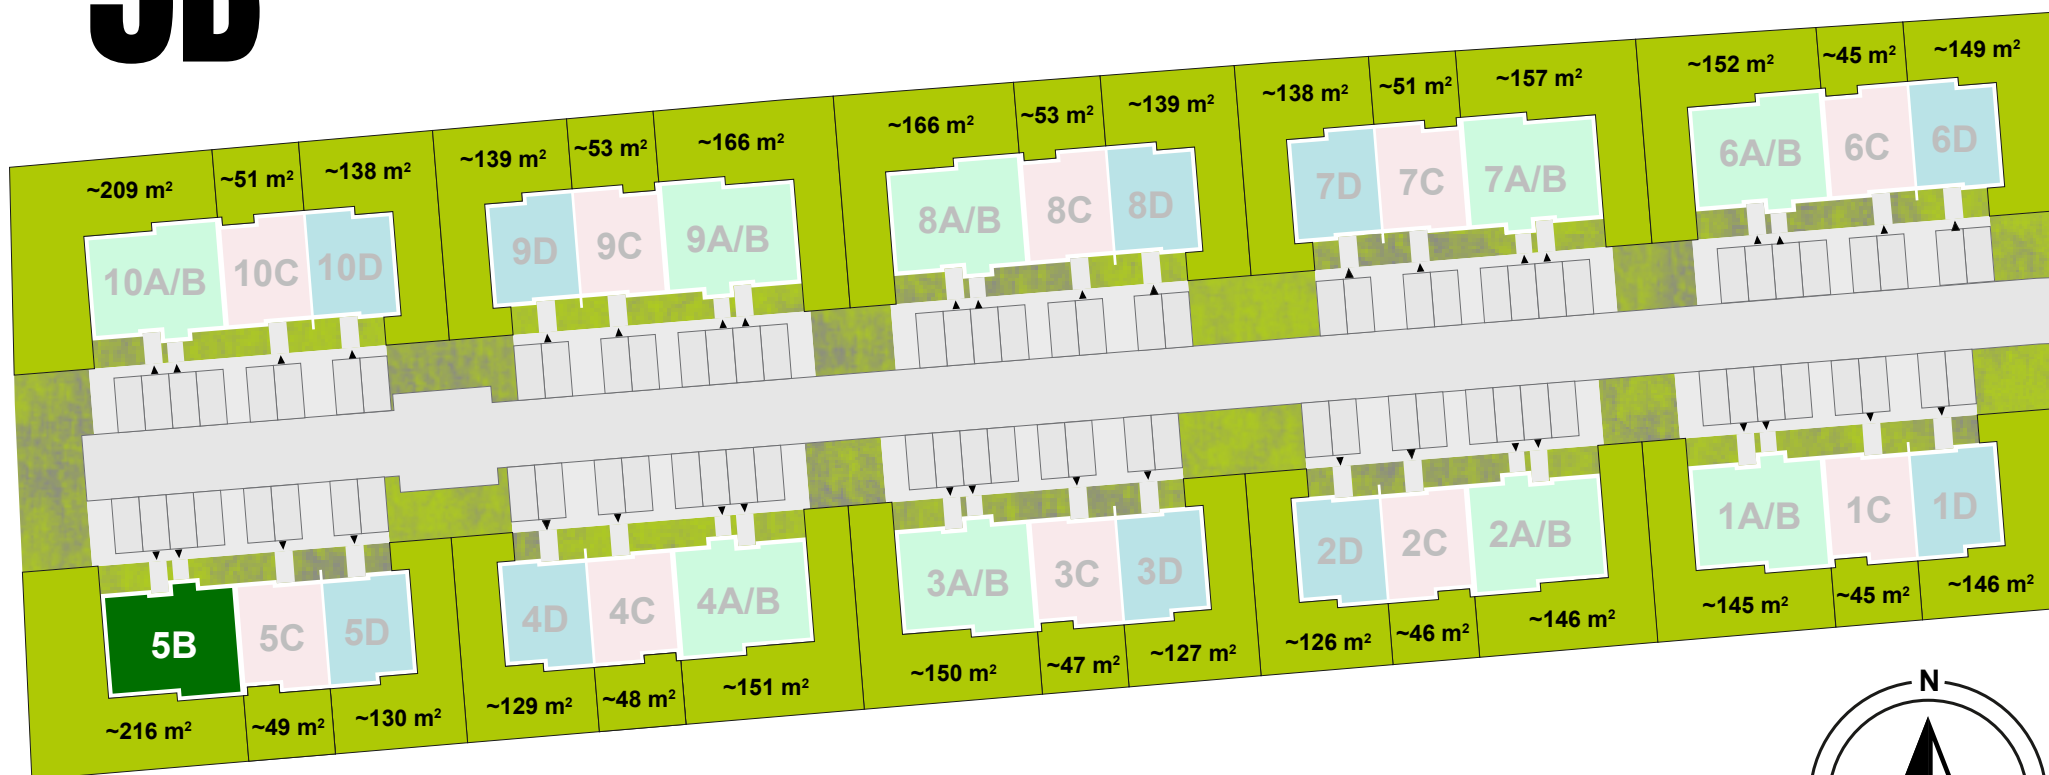 5B
~209 m²
~51 m²
~138 m²
~139 m²
~53 m²
~166 m²
~166 m²
~53 m²
~139 m²
~138 m²
~51 m²
~157 m²
~152 m²
~45 m²
~149 m²
10A/B
10C
10D
9D
9C
9A/B
8A/B
8C
8D
7D
7C
7A/B
6A/B
6C
6D
5B
5C
5D
4D
4C
4A/B
3A/B
3C
3D
2D
2C
2A/B
1A/B
1C
1D
~216 m²
~49 m²
~130 m²
~129 m²
~48 m²
~151 m²
~150 m²
~47 m²
~127 m²
~126 m²
~46 m²
~146 m²
~145 m²
~45 m²
~146 m²
N